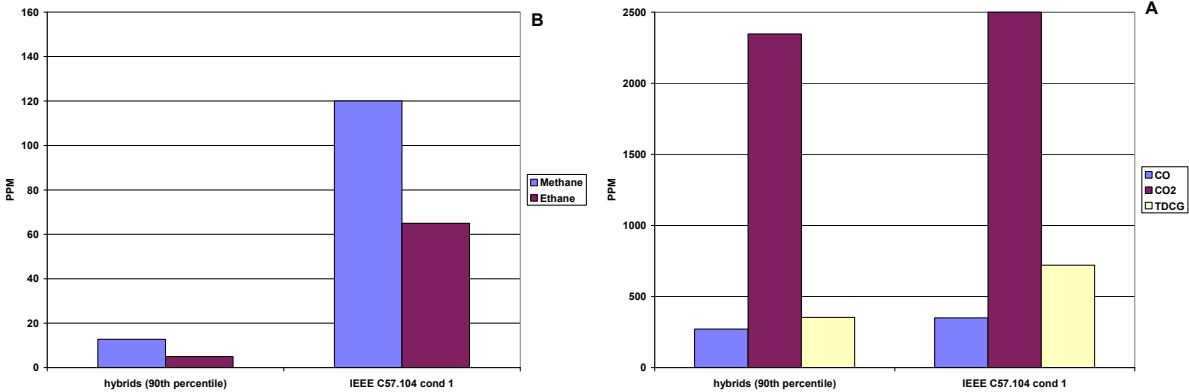 B
160
140
120
100
80
60
40
20
0
PPM
hybrids (90th percentile)
IEEE C57.104 cond 1
Methane
Ethane
A
2500
2000
1500
1000
500
0
PPM
hybrids (90th percentile)
IEEE C57.104 cond 1
CO
CO2
TDCG